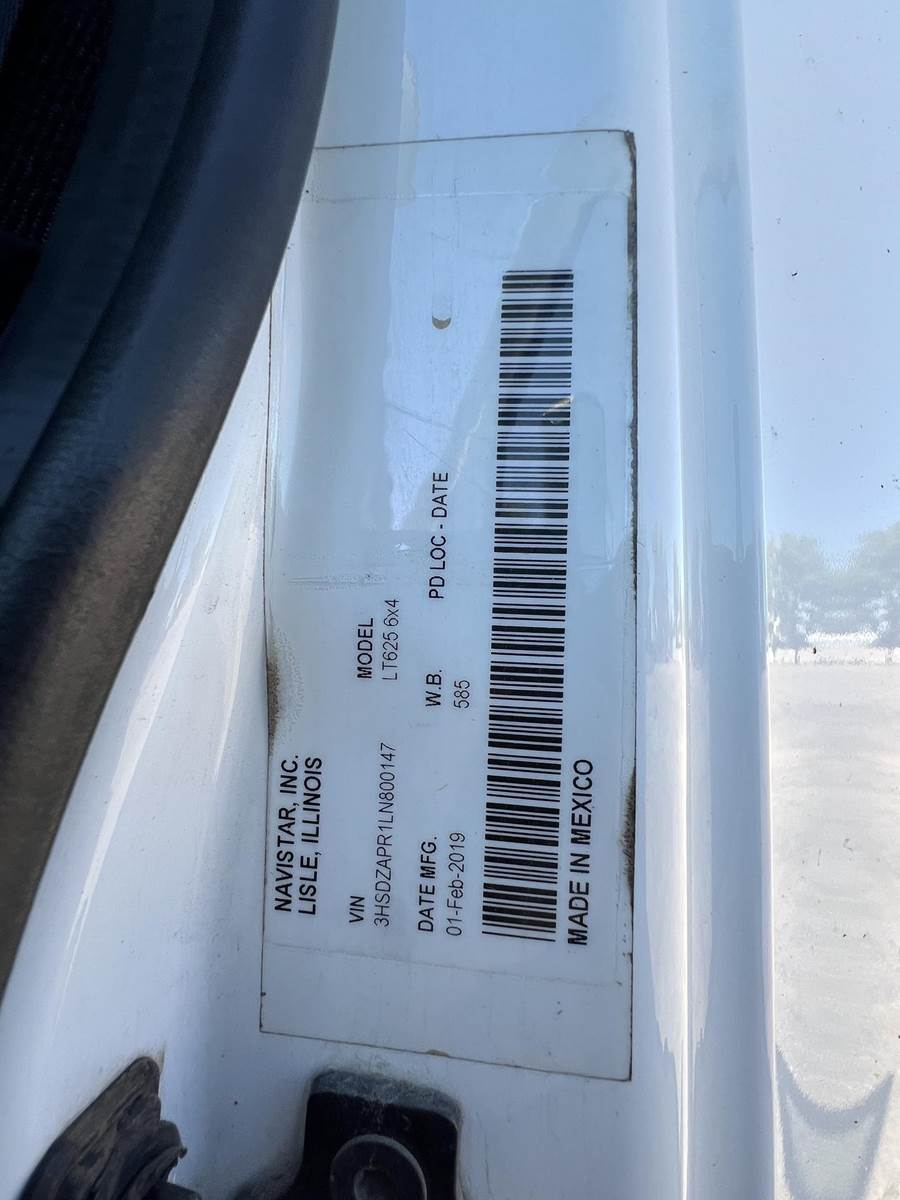 NAVISTAR, INC.
LISLE, ILLINOIS
VIN
3HSDZAPR1LN800147
MODEL
LT625 6x4
DATE MFG.
01-Feb-2019
W.B.
585
PD LOC - DATE
MADE IN MEXICO